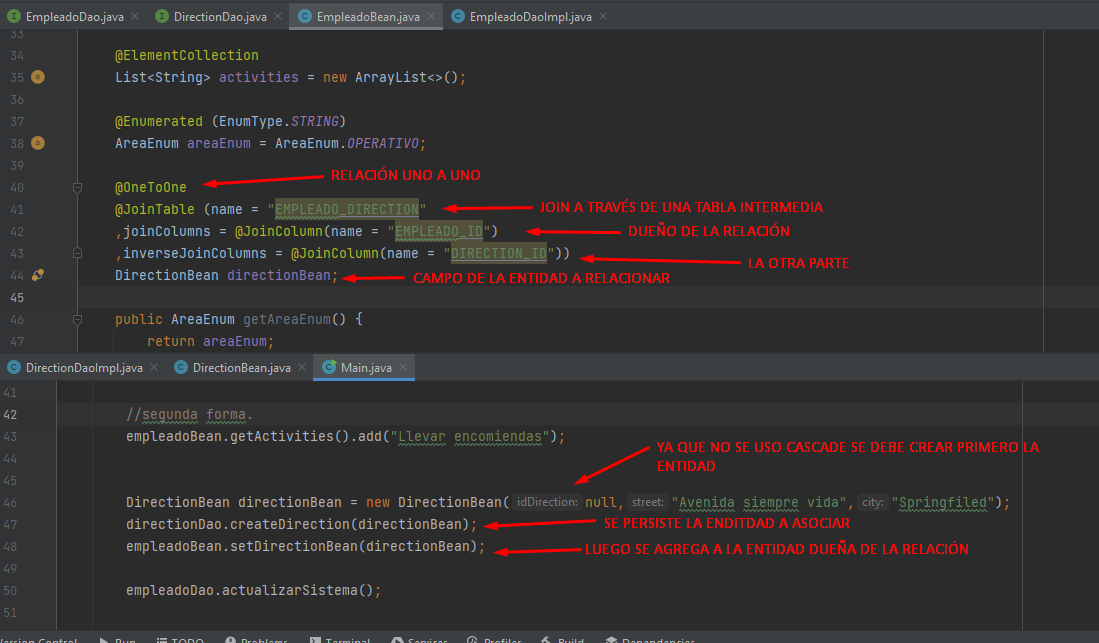 EmpleadoDao.java
DirectionDao.java
EmpleadoBean.java
EmpleadoDaoImpl.java
33
34 @ElementCollection
35 List<String> activities = new ArrayList<>();
36
37 @Enumerated (EnumType.STRING)
38 AreaEnum areaEnum = AreaEnum.OPERATIVO;
39
40 @OneToOne RELACIÓN UNO A UNO
41 @JoinTable (name = "EMPLEADO_DIRECTION" JOIN A TRAVÉS DE UNA TABLA INTERMEDIA
42 ,joinColumns = @JoinColumn(name = "EMPLEADO_ID") DUEÑO DE LA RELACIÓN
43 ,inverseJoinColumns = @JoinColumn(name = "DIRECTION_ID")) LA OTRA PARTE
44 DirectionBean directionBean; CAMPO DE LA ENTIDAD A RELACIONAR
45
46 public AreaEnum getAreaEnum() {
47 return areaEnum;
DirectionDaoImpl.java
DirectionBean.java
Main.java
41
42 //segunda forma.
43 empleadoBean.getActivities().add("Llevar encomiendas");
44 YA QUE NO SE USO CASCADE SE DEBE CREAR PRIMERO LA
45 ENTIDAD
46 DirectionBean directionBean = new DirectionBean( idDirection: null, street: "Avenida siempre vida", city: "Springfiled");
47 directionDao.createDirection(directionBean); SE PERSISTE LA ENDITDAD A ASOCIAR
48 empleadoBean.setDirectionBean(directionBean); LUEGO SE AGREGA A LA ENTIDAD DUEÑA DE LA RELACIÓN
49
50 empleadoDao.actualizarSistema();
51
Version Control Run TODO Problems Terminal Services Profiler Build Dependencies